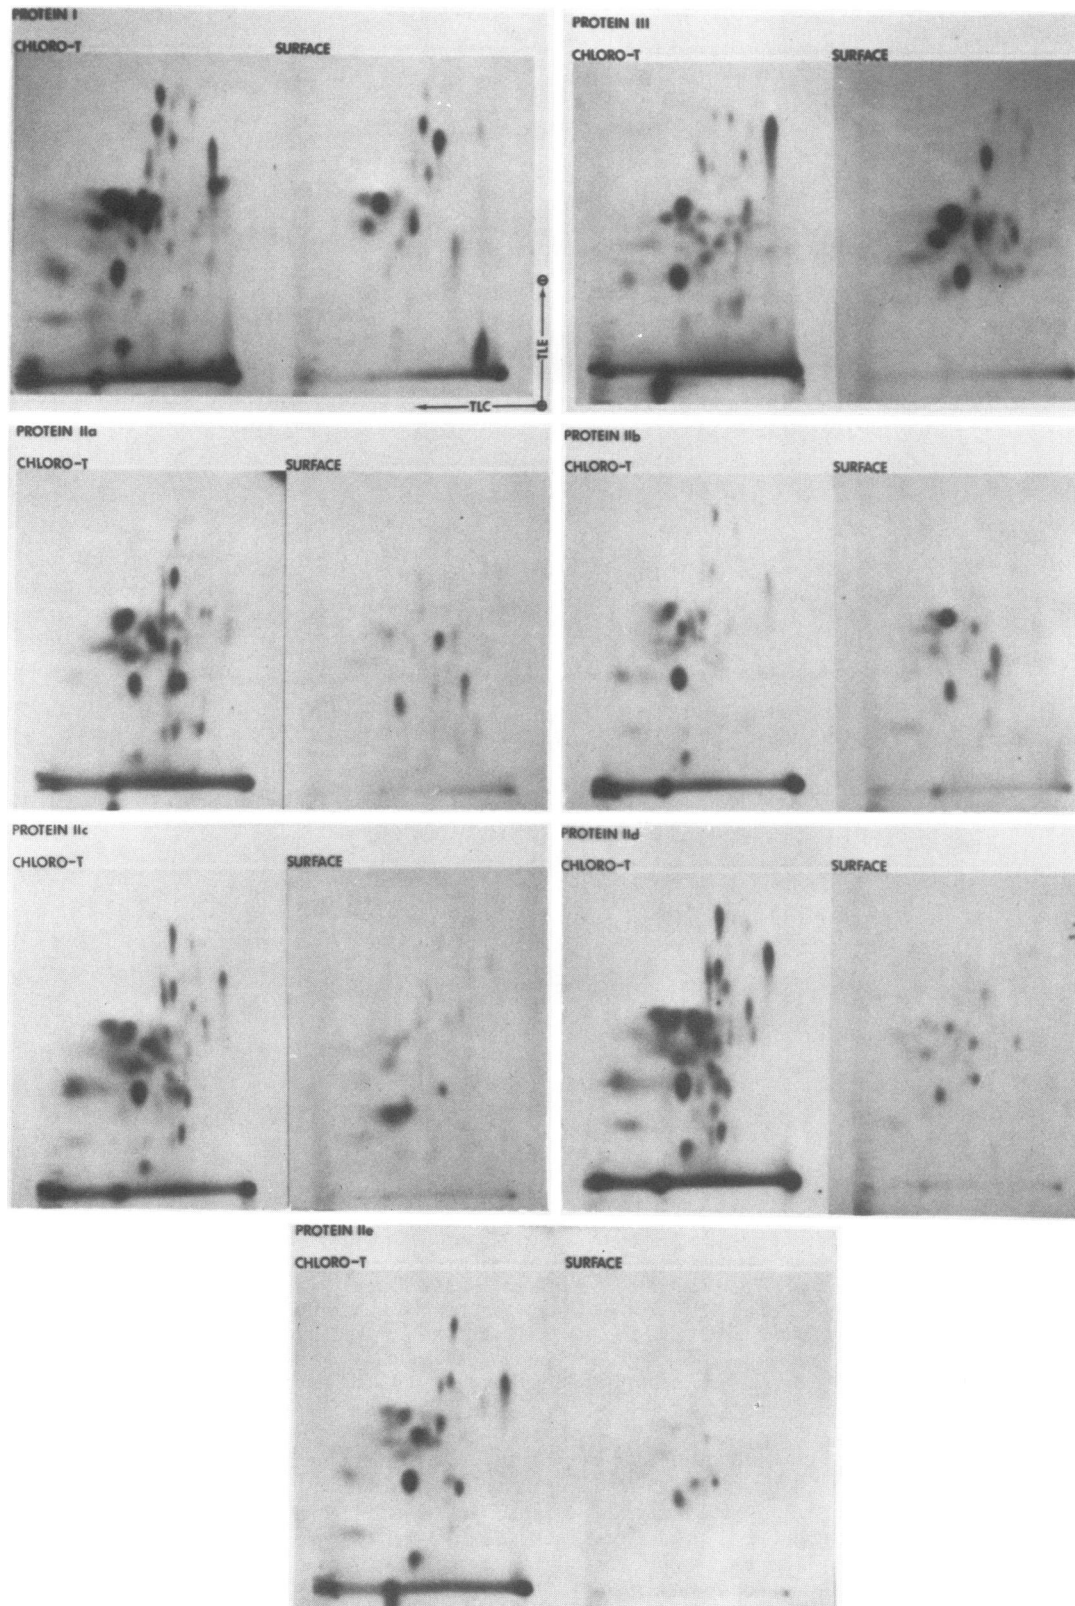 PROTEIN I
CHLORO-T SURFACE
TLE
TLC
PROTEIN III
CHLORO-T SURFACE
PROTEIN IIa
CHLORO-T SURFACE
PROTEIN IIb
CHLORO-T SURFACE
PROTEIN IIc
CHLORO-T SURFACE
PROTEIN IId
CHLORO-T SURFACE
PROTEIN IIe
CHLORO-T SURFACE